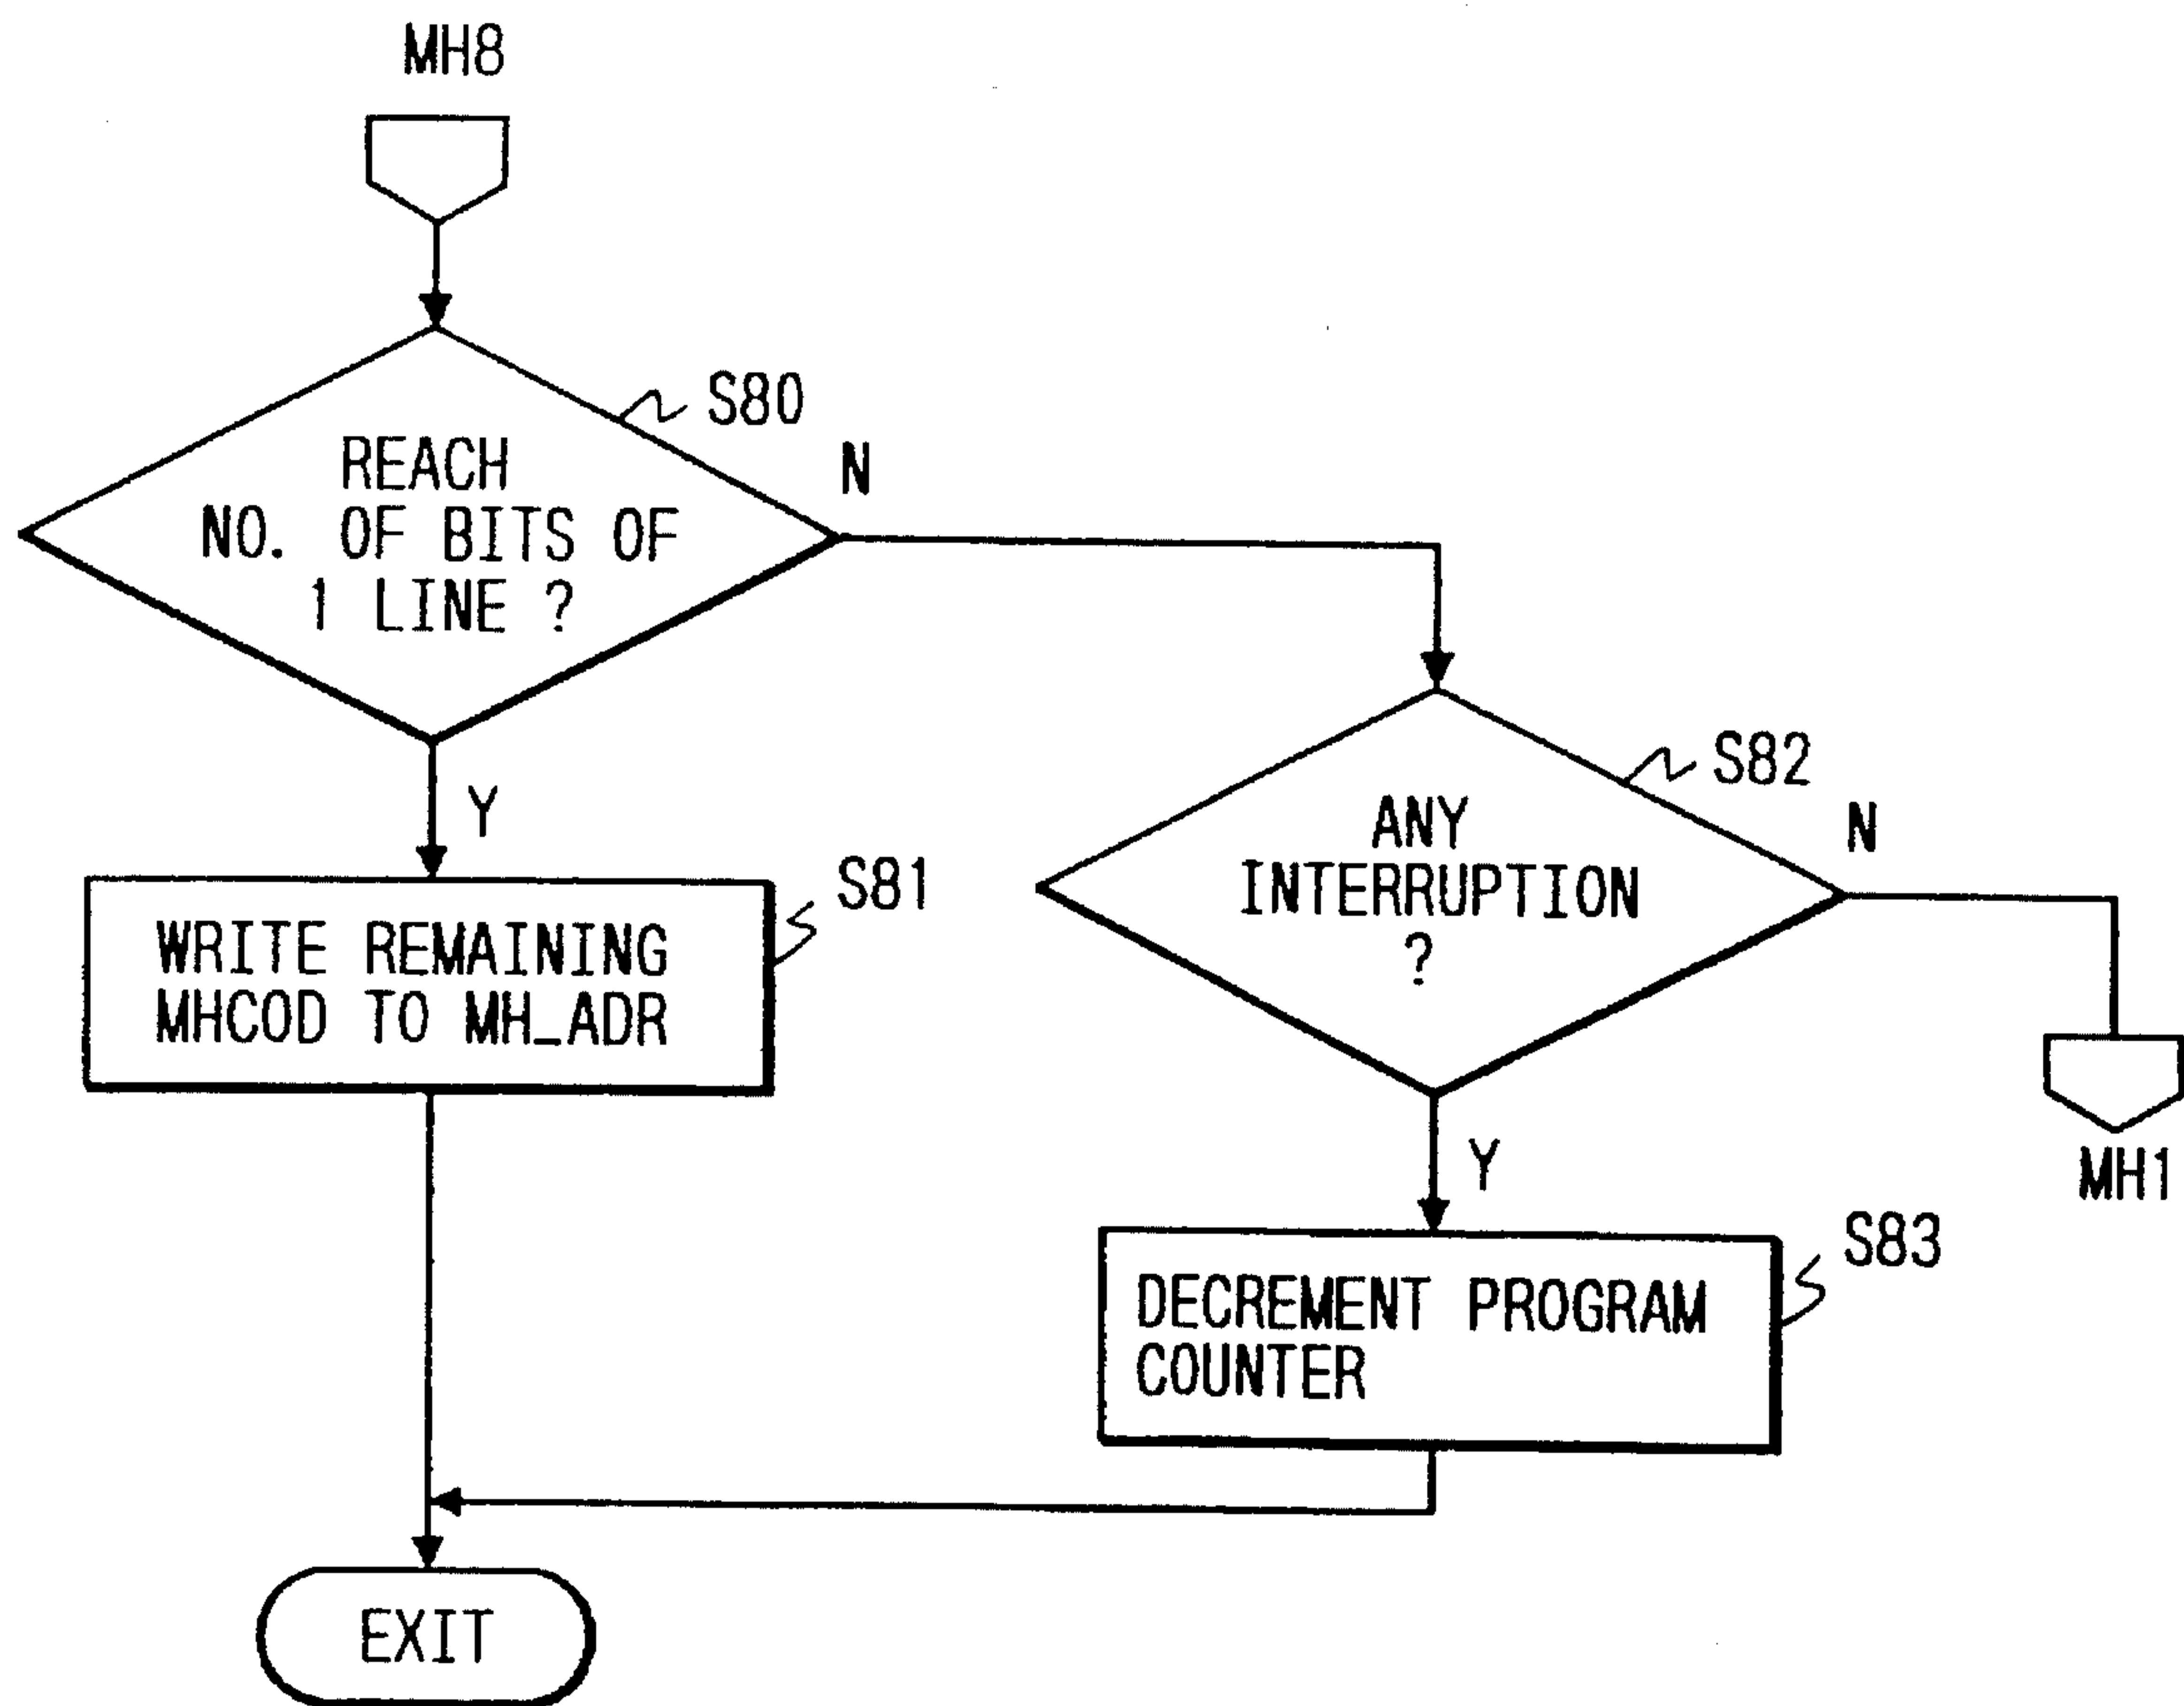 MH8
S80
REACH
NO. OF BITS OF
1 LINE ?
N
Y
S81
WRITE REMAINING
MHCOD TO MH_ADR
S82
ANY
INTERRUPTION
?
N
MH1
Y
S83
DECREMENT PROGRAM
COUNTER
EXIT